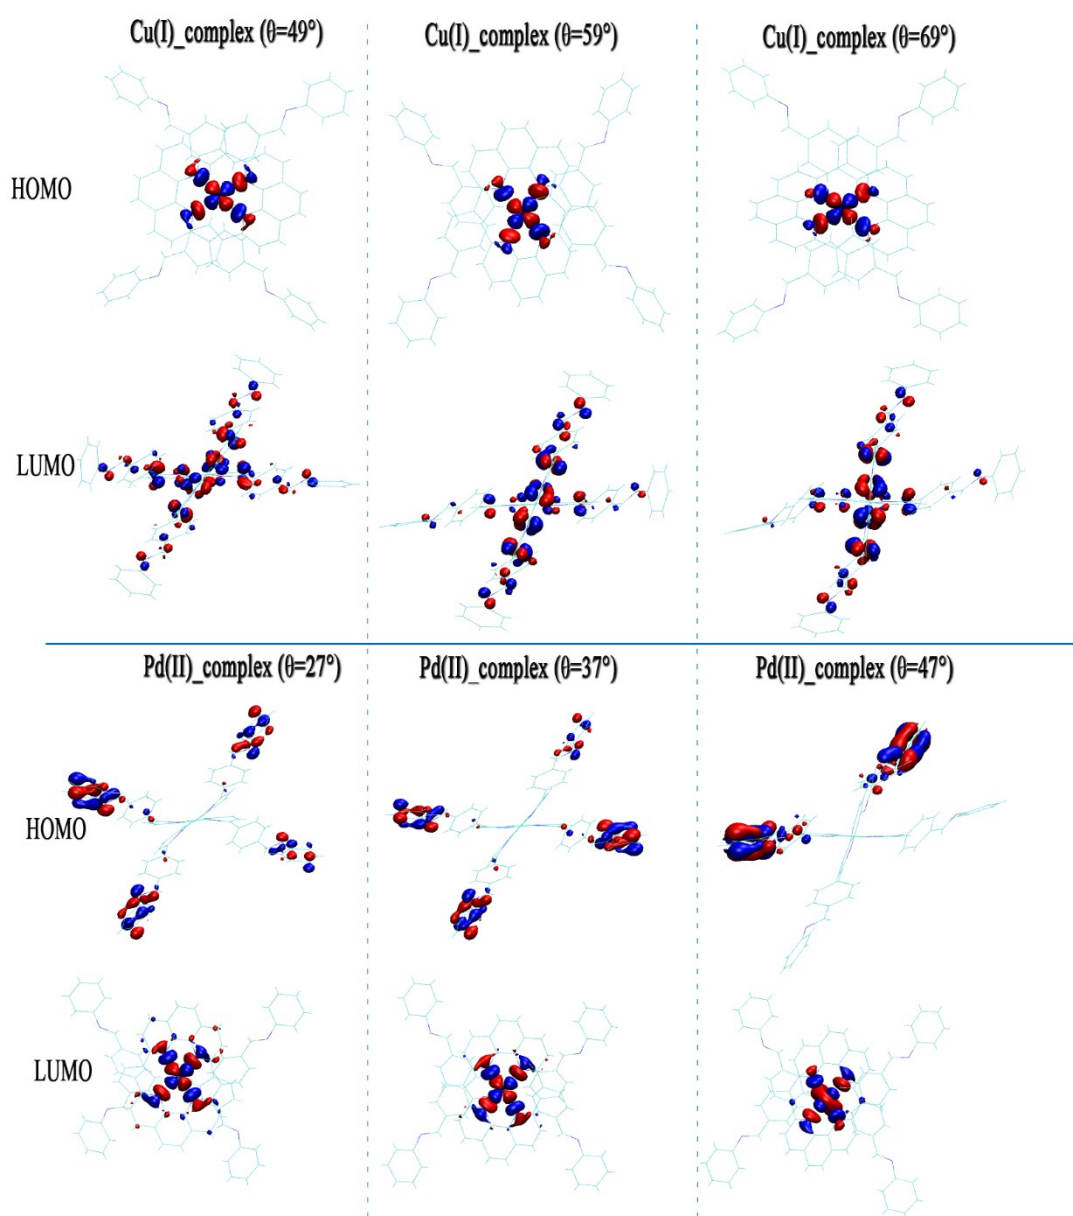 Cu(I)_complex (θ=49°)
Cu(I)_complex (θ=59°)
Cu(I)_complex (θ=69°)
HOMO
LUMO
Pd(II)_complex (θ=27°)
Pd(II)_complex (θ=37°)
Pd(II)_complex (θ=47°)
HOMO
LUMO